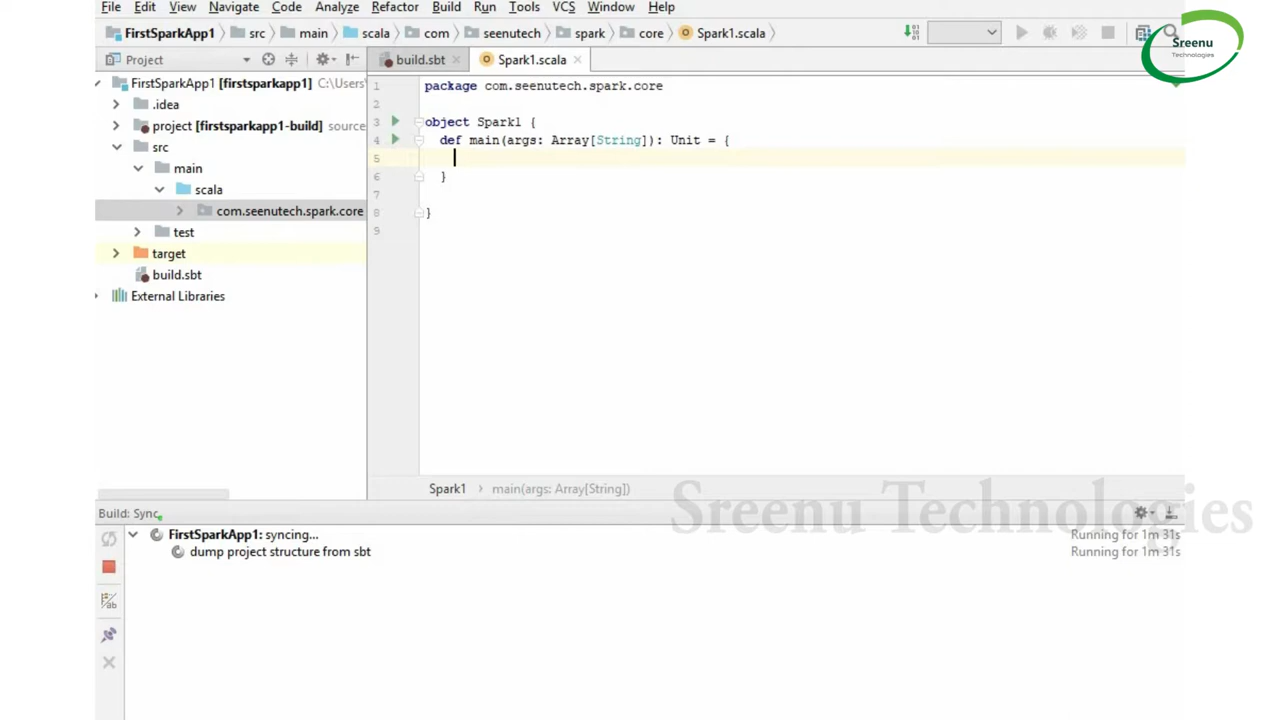 File Edit View Navigate Code Analyze Refactor Build Run Tools VCS Window Help
FirstSparkApp1 src main scala com seenutech spark core Spark1.scala
Sreenu
Technologies
Project
build.sbt Spark1.scala
FirstSparkApp1 [firstsparkapp1] C:\Users\
.idea
project [firstsparkapp1-build] source
src
main
scala
com.seenutech.spark.core
test
target
build.sbt
External Libraries
1 package com.seenutech.spark.core
2
3 object Spark1 {
4 def main(args: Array[String]): Unit = {
5
6 }
7
8 }
9
Spark1 > main(args: Array[String])
Sreenu Technologies
Build: Sync
FirstSparkApp1: syncing... Running for 1m 31s
dump project structure from sbt Running for 1m 31s